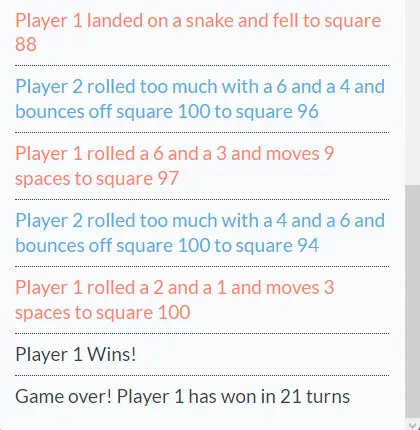 Player 1 landed on a snake and fell to square
88
Player 2 rolled too much with a 6 and a 4 and
bounces off square 100 to square 96
Player 1 rolled a 6 and a 3 and moves 9
spaces to square 97
Player 2 rolled too much with a 4 and a 6 and
bounces off square 100 to square 94
Player 1 rolled a 2 and a 1 and moves 3
spaces to square 100
Player 1 Wins!
Game over! Player 1 has won in 21 turns